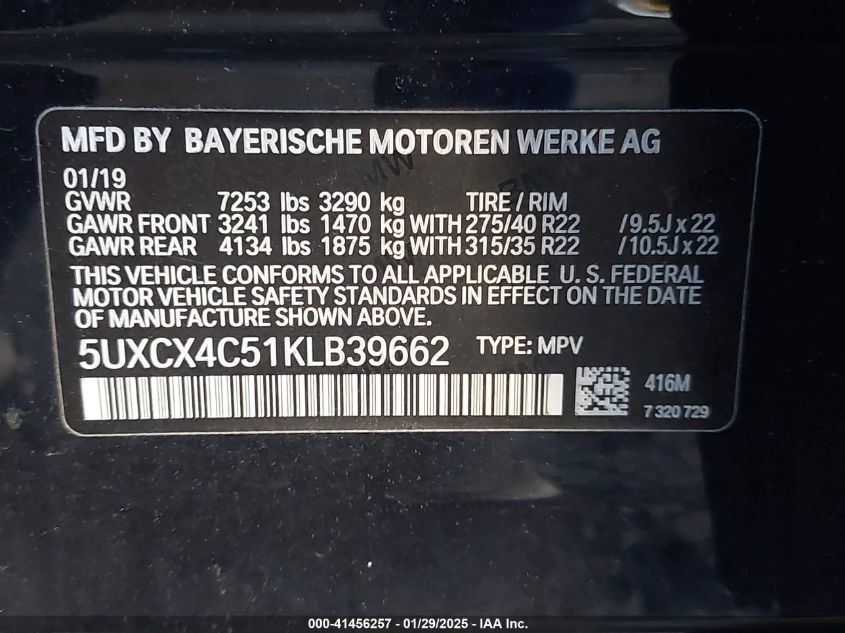 MFD BY BAYERISCHE MOTOREN WERKE AG
01/19
GVWR 7253 lbs 3290 kg TIRE / RIM
GAWR FRONT 3241 lbs 1470 kg WITH 275/40 R22 /9.5J x 22
GAWR REAR 4134 lbs 1875 kg WITH 315/35 R22 /10.5J x 22
THIS VEHICLE CONFORMS TO ALL APPLICABLE U. S. FEDERAL
MOTOR VEHICLE SAFETY STANDARDS IN EFFECT ON THE DATE
OF MANUFACTURE SHOWN ABOVE.
5UXCX4C51KLB39662 TYPE: MPV
416M
7 320 729
000-41456257 | 01/29/2025 - IAA Inc.